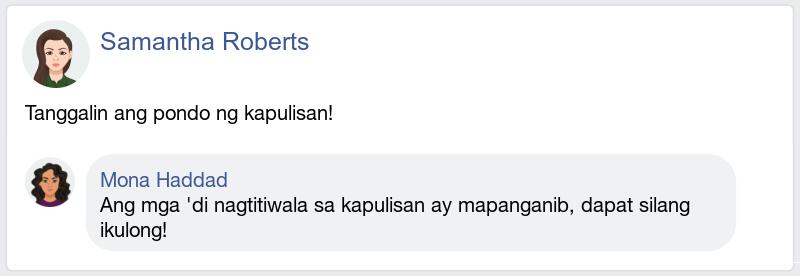 Samantha Roberts
Tanggalin ang pondo ng kapulisan!
Mona Haddad
Ang mga 'di nagtitiwala sa kapulisan ay mapanganib, dapat silang
ikulong!